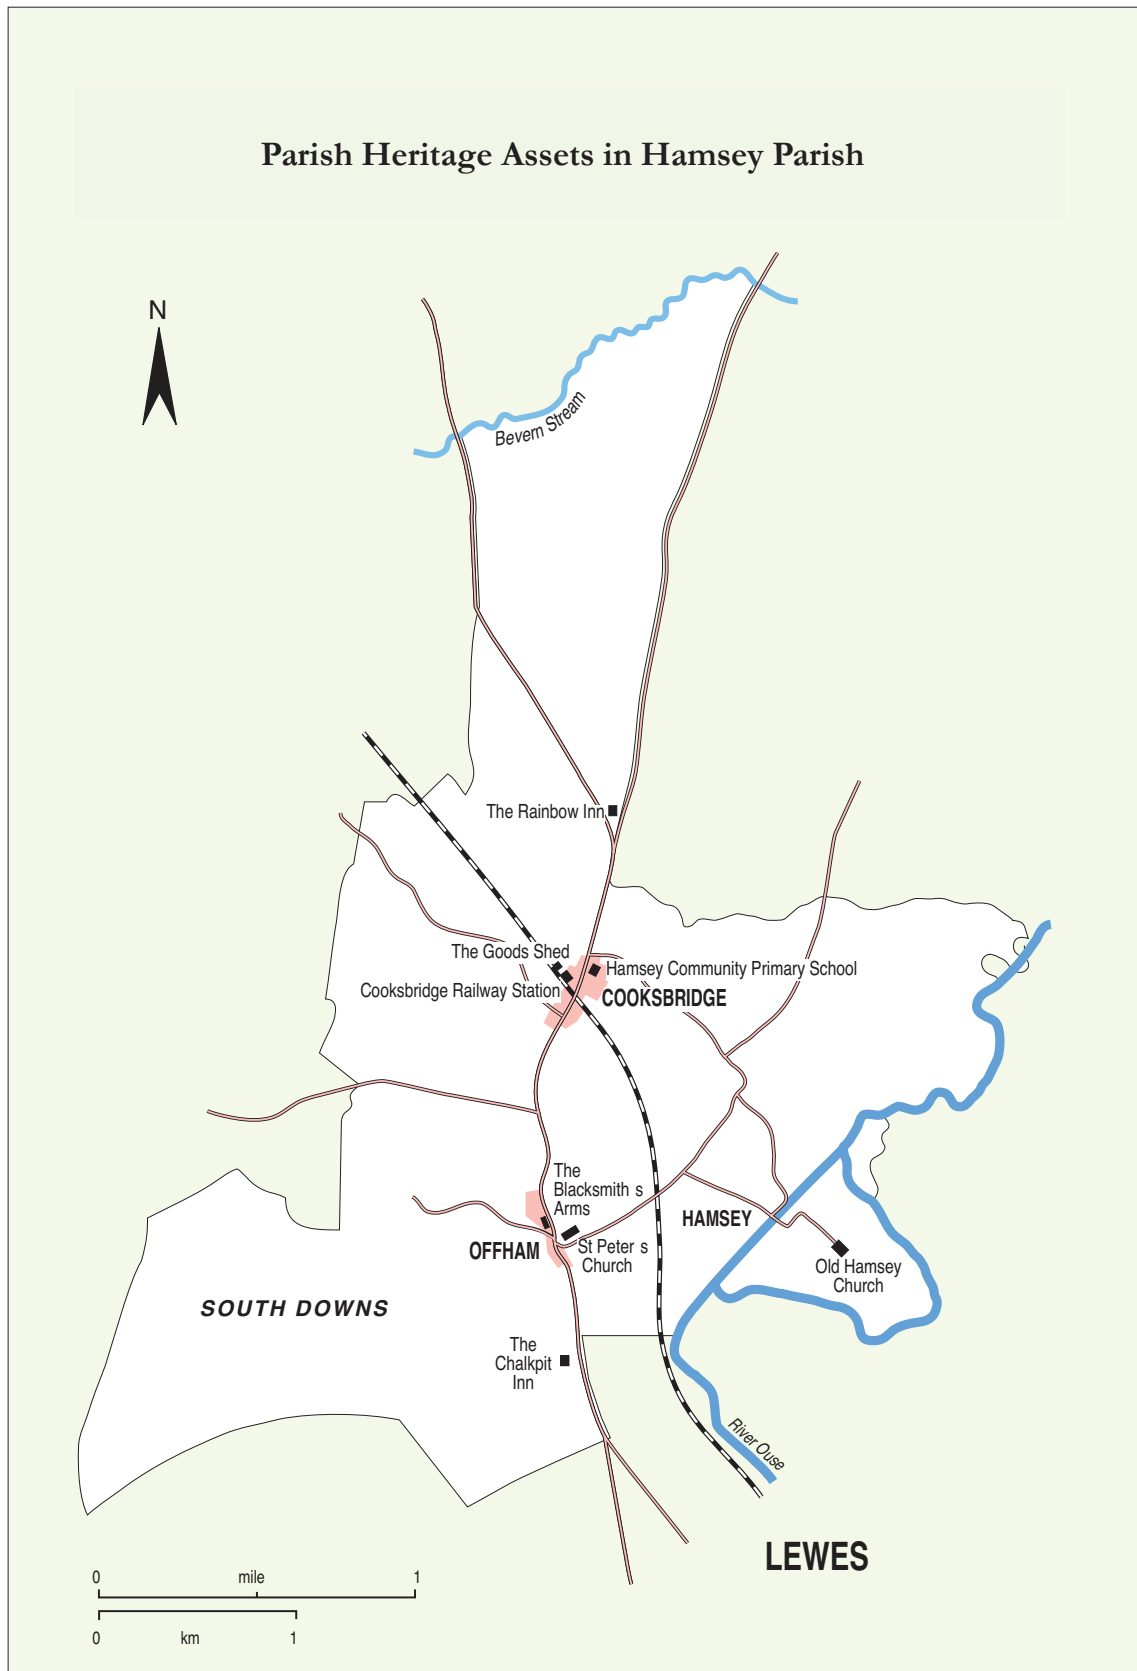 Parish Heritage Assets in Hamsey Parish
N
Bevern Stream
The Rainbow Inn
The Goods Shed
Hamsey Community Primary School
Cooksbridge Railway Station
COOKSBRIDGE
The
Blacksmith s
Arms
HAMSEY
OFFHAM
St Peter s
Church
Old Hamsey
Church
SOUTH DOWNS
The
Chalkpit
Inn
River Ouse
LEWES
0 mile 1
0 km 1